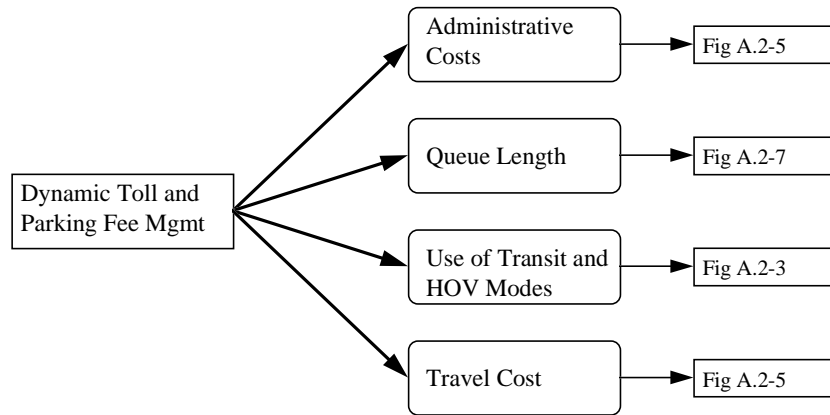 Administrative
Costs
Fig A.2-5
Queue Length
Fig A.2-7
Dynamic Toll and
Parking Fee Mgmt
Use of Transit and
HOV Modes
Fig A.2-3
Travel Cost
Fig A.2-5